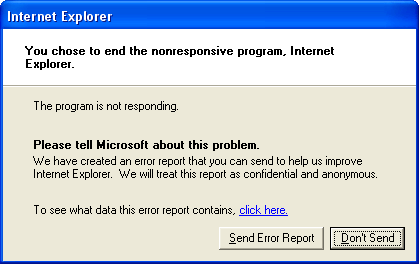 Internet Explorer
You chose to end the nonresponsive program, Internet
Explorer.
The program is not responding.
Please tell Microsoft about this problem.
We have created an error report that you can send to help us improve
Internet Explorer. We will treat this report as confidential and anonymous.
To see what data this error report contains, click here.
Send Error Report Don't Send